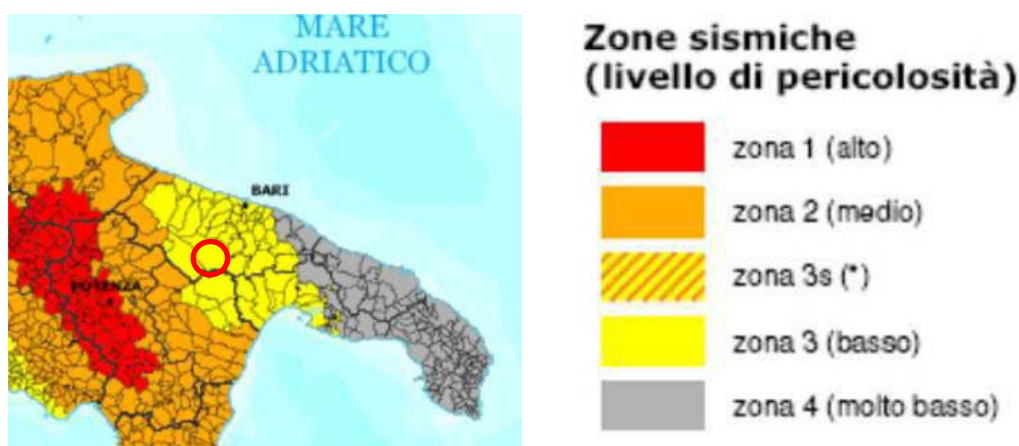 MARE
ADRIATICO
BARI
POTENZA
Zone sismiche
(livello di pericolosità)
zona 1 (alto)
zona 2 (medio)
zona 3s (*)
zona 3 (basso)
zona 4 (molto basso)